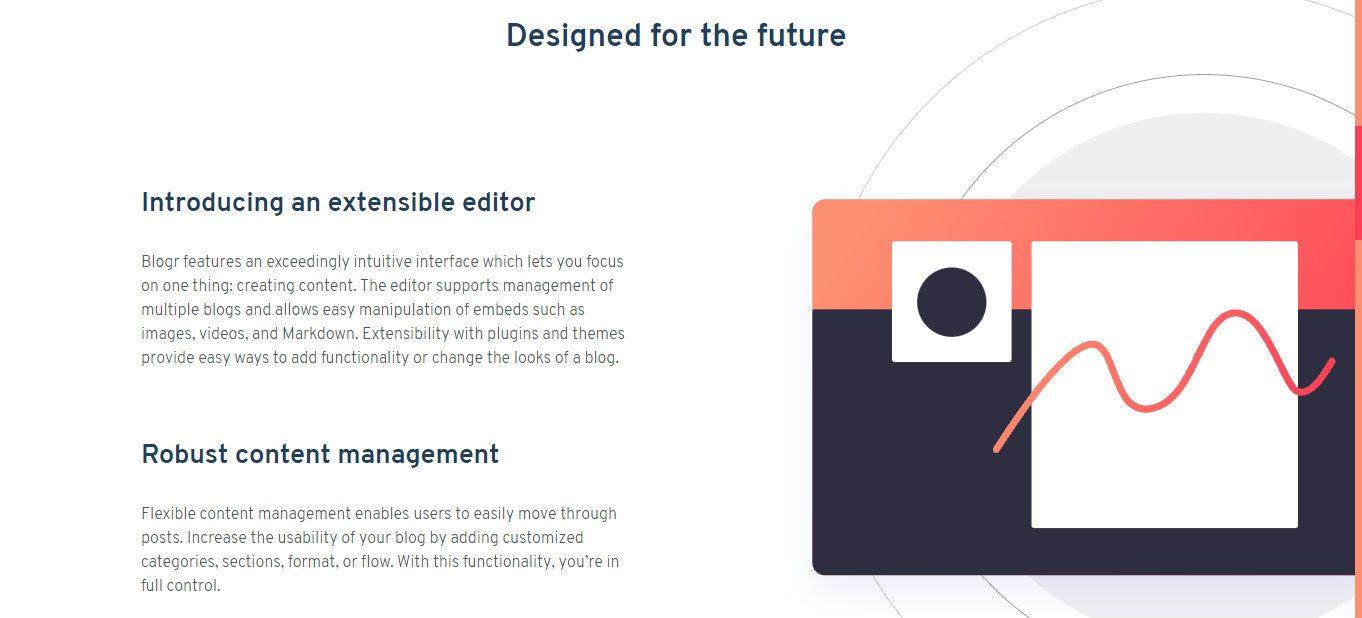 Designed for the future
Introducing an extensible editor
Blogr features an exceedingly intuitive interface which lets you focus
on one thing: creating content. The editor supports management of
multiple blogs and allows easy manipulation of embeds such as
images, videos, and Markdown. Extensibility with plugins and themes
provide easy ways to add functionality or change the looks of a blog.
Robust content management
Flexible content management enables users to easily move through
posts. Increase the usability of your blog by adding customized
categories, sections, format, or flow. With this functionality, you’re in
full control.